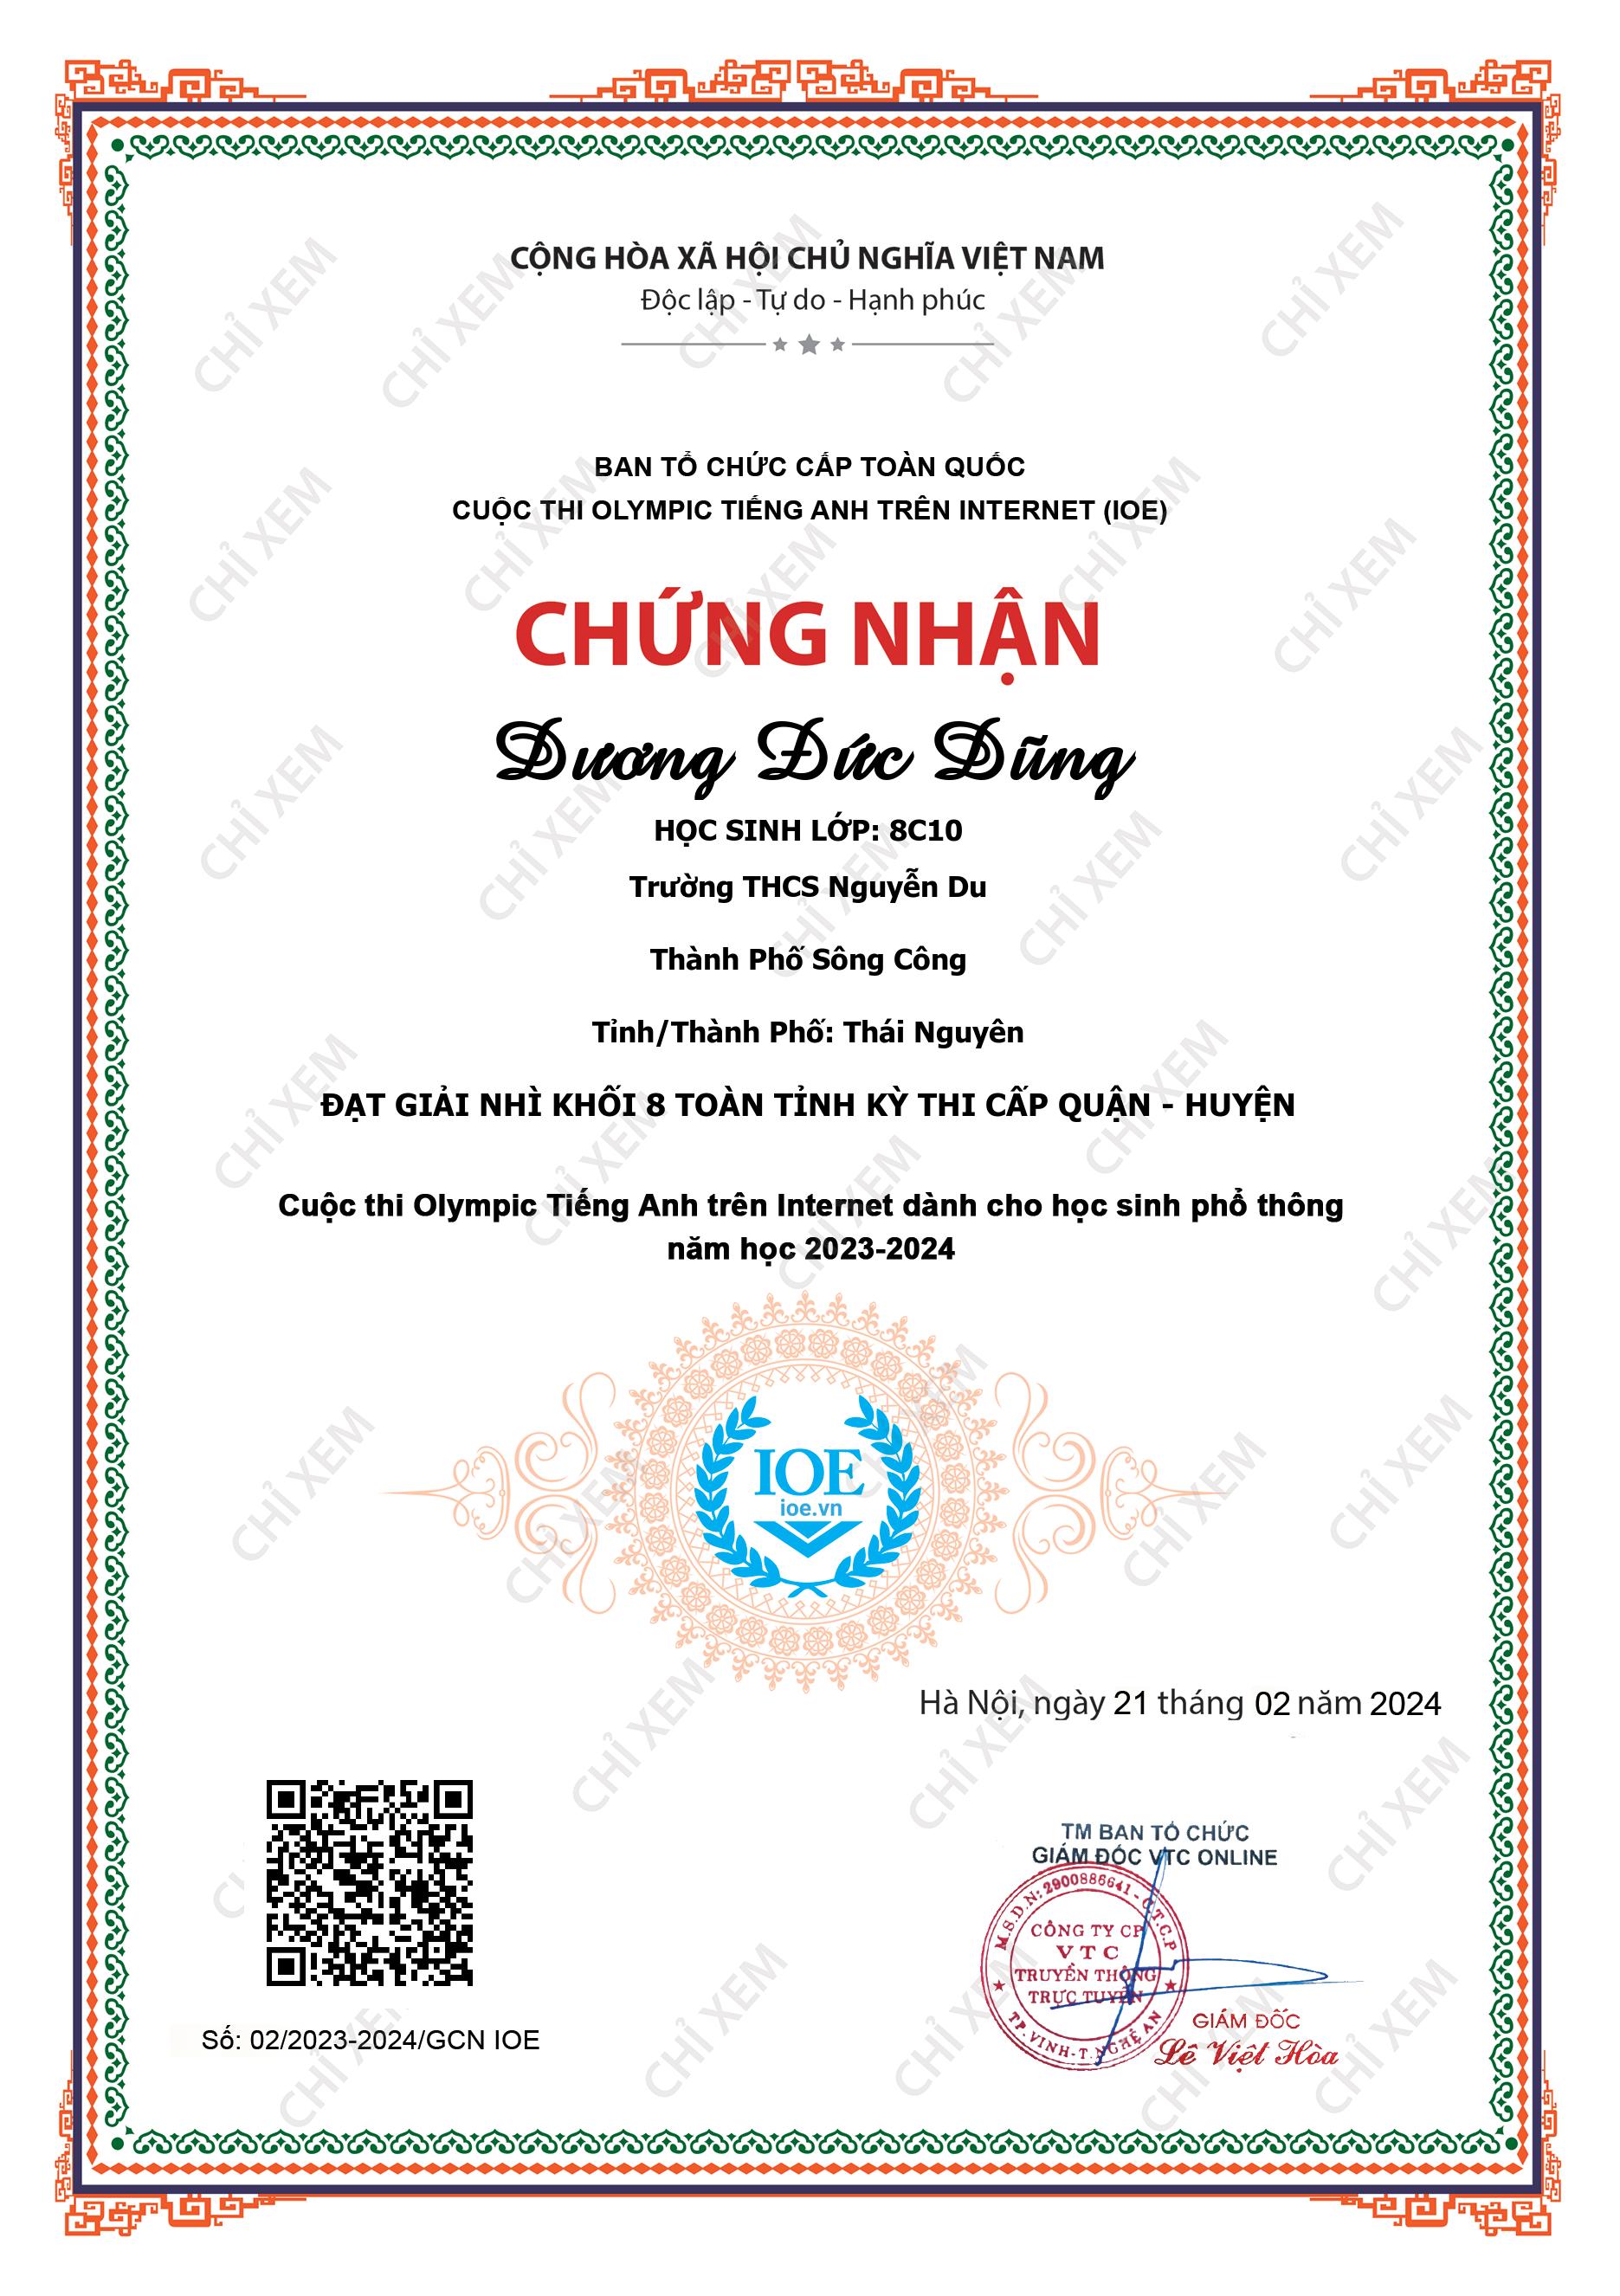 CỘNG HÒA XÃ HỘI CHỦ NGHĨA VIỆT NAM
Độc lập - Tự do - Hạnh phúc
BAN TỔ CHỨC CẤP TOÀN QUỐC
CUỘC THI OLYMPIC TIẾNG ANH TRÊN INTERNET (IOE)
CHỨNG NHẬN
Dương Đức Dũng
HỌC SINH LỚP: 8C10
Trường THCS Nguyễn Du
Thành Phố Sông Công
Tỉnh/Thành Phố: Thái Nguyên
ĐẠT GIẢI NHÌ KHỐI 8 TOÀN TỈNH KỲ THI CẤP QUẬN - HUYỆN
Cuộc thi Olympic Tiếng Anh trên Internet dành cho học sinh phổ thông
năm học 2023-2024
IOE
ioe.vn
Hà Nội, ngày 21 tháng 02 năm 2024
TM BAN TỔ CHỨC
GIÁM ĐỐC VTC ONLINE
M.S.D.N: 2900886641 - C.T.C.P
CÔNG TY CP
VTC
TRUYỀN THÔNG
TRỰC TUYẾN
TP. VINH - T. NGHỆ AN
GIÁM ĐỐC
Lê Việt Hòa
Số: 02/2023-2024/GCN IOE
CHỈ XEM